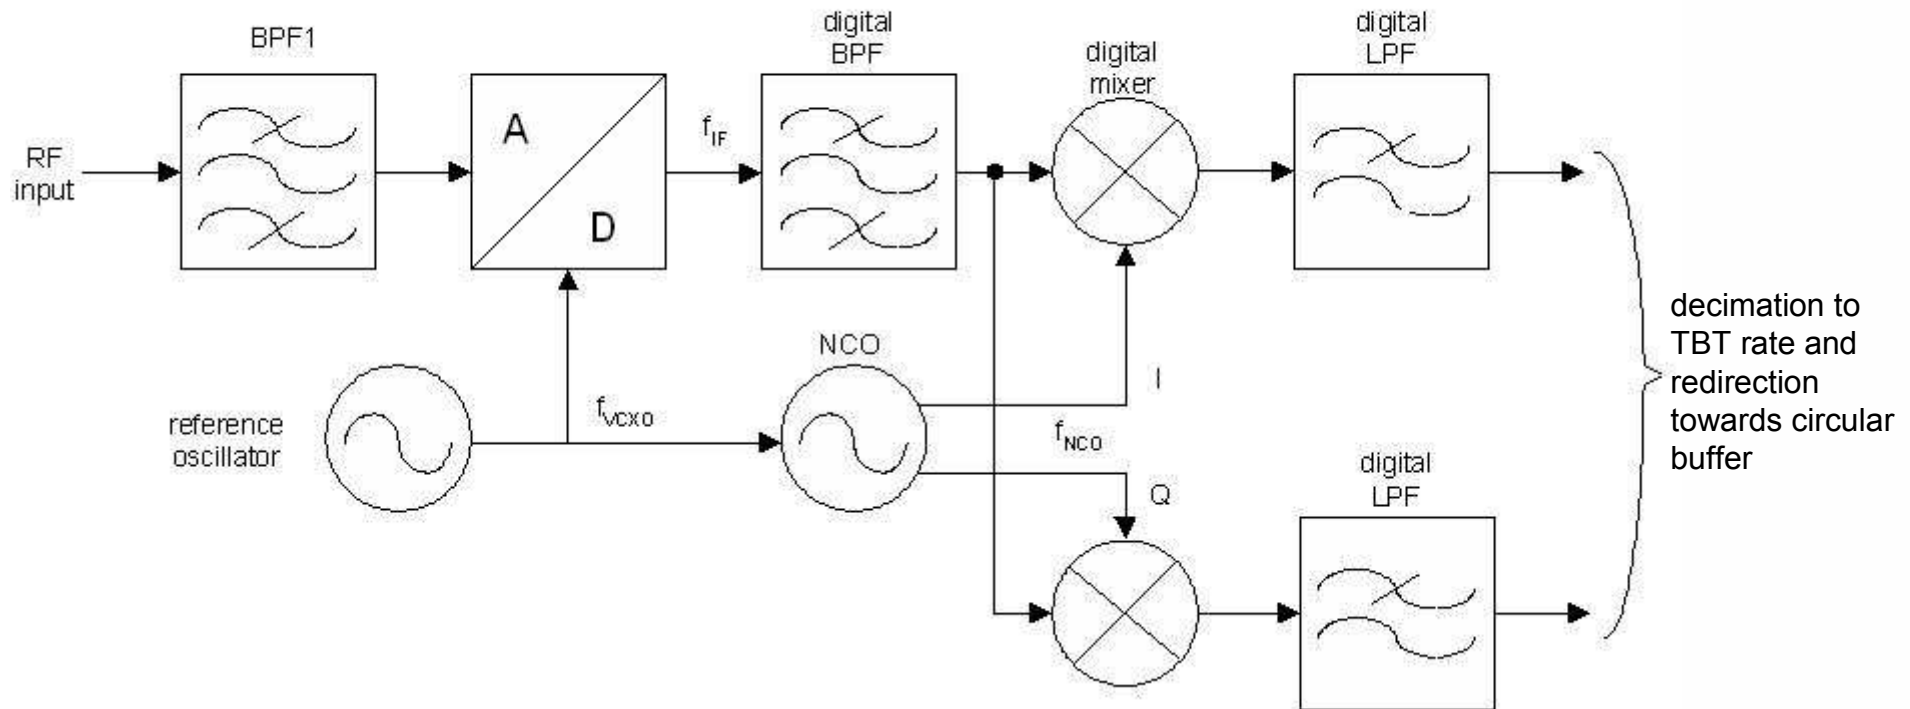 BPF1
digital
BPF
digital
mixer
digital
LPF
RF
input
A
D
f_IF
reference
oscillator
f_VCXO
NCO
I
f_NCO
Q
digital
LPF
decimation to
TBT rate and
redirection
towards circular
buffer